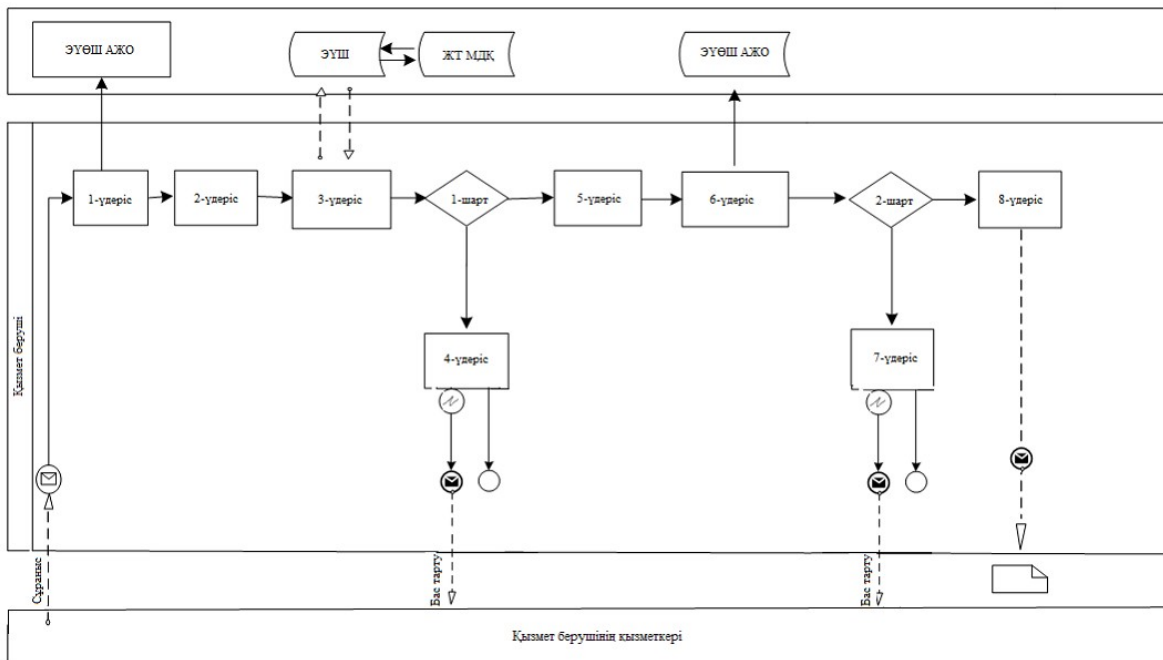 ЭҮӨШ АЖО
ЭҮШ
ЖТ МДҚ
ЭҮӨШ АЖО
1-үдеріс
2-үдеріс
3-үдеріс
1-шарт
5-үдеріс
6-үдеріс
2-шарт
8-үдеріс
4-үдеріс
7-үдеріс
Қызмет беруші
Сұраныс
Бас тарту
Бас тарту
Қызмет берушінің қызметкері